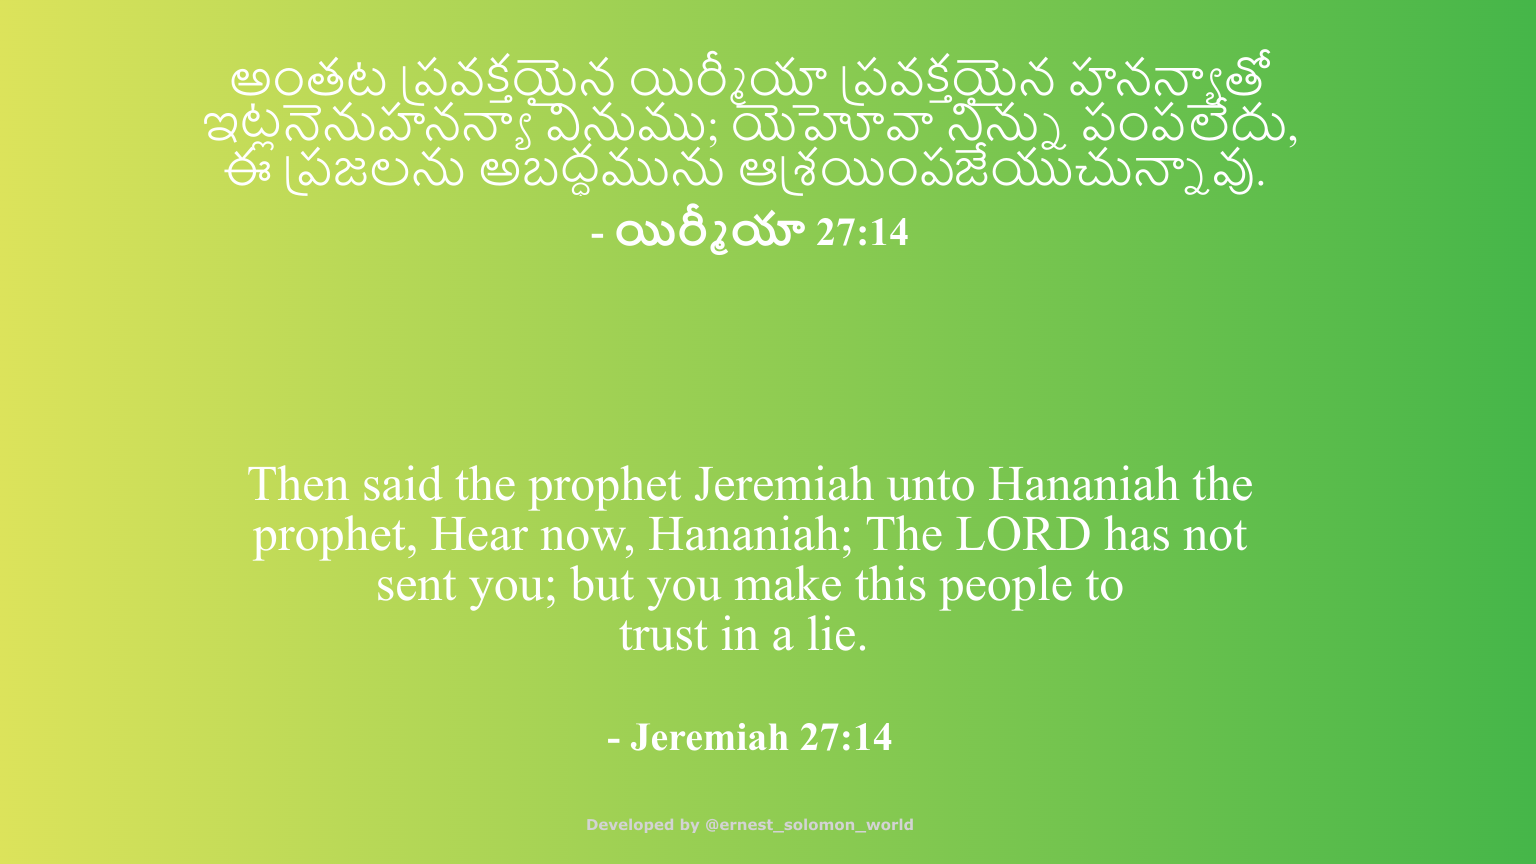 అంతట ప్రవక్తయైన యిర్మీయా ప్రవక్తయైన హనన్యాతో
ఇట్లనెనుహనన్యా వినుము; యెహోవా నిన్ను పంపలేదు,
ఈ ప్రజలను అబద్ధమును ఆశ్రయింపజేయుచున్నావు.
- యిర్మీయా 27:14
Then said the prophet Jeremiah unto Hananiah the
prophet, Hear now, Hananiah; The LORD has not
sent you; but you make this people to
trust in a lie.
- Jeremiah 27:14
Developed by @ernest_solomon_world